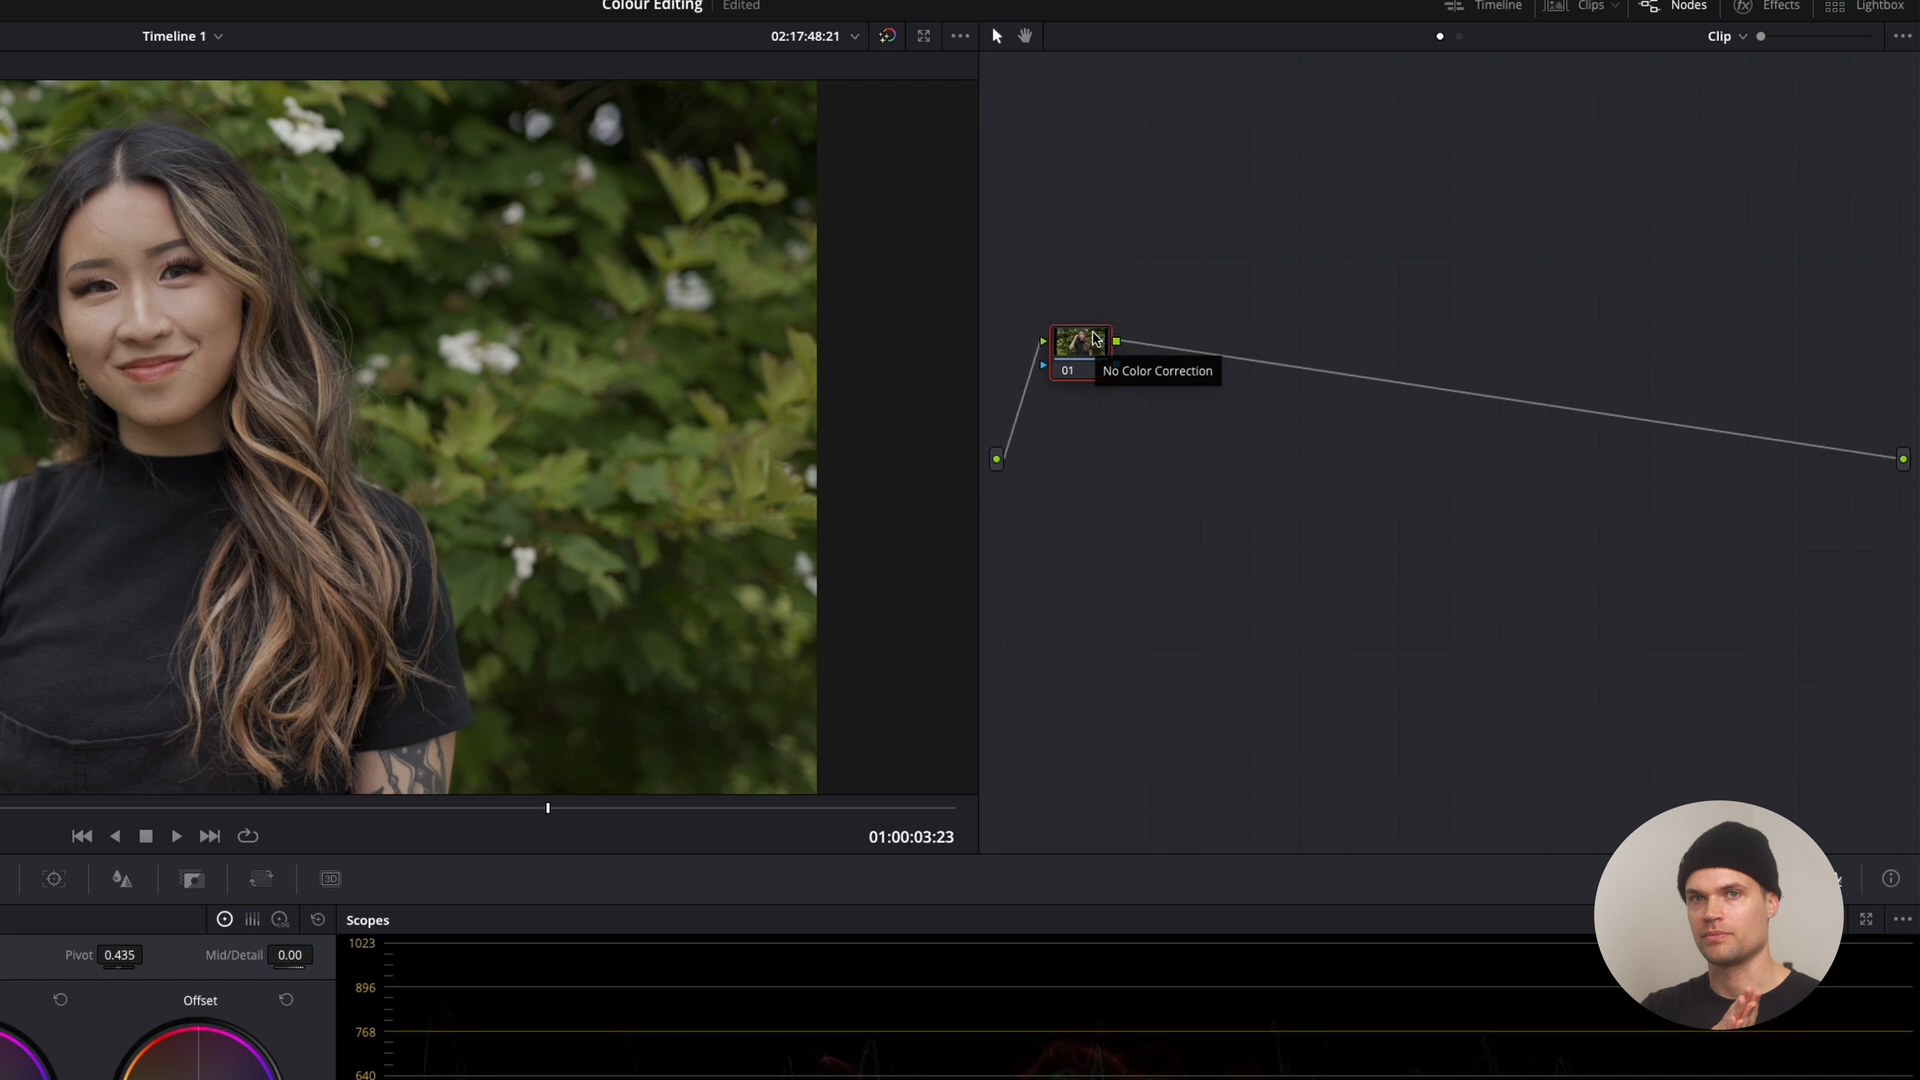 Colour Editing Edited Timeline Clips Nodes Effects Lightbox
Timeline 1 02:17:48:21 Clip
01 No Color Correction
01:00:03:23
3D
Scopes
Pivot 0.435 Mid/Detail 0.00
Offset
1023
896
768
640